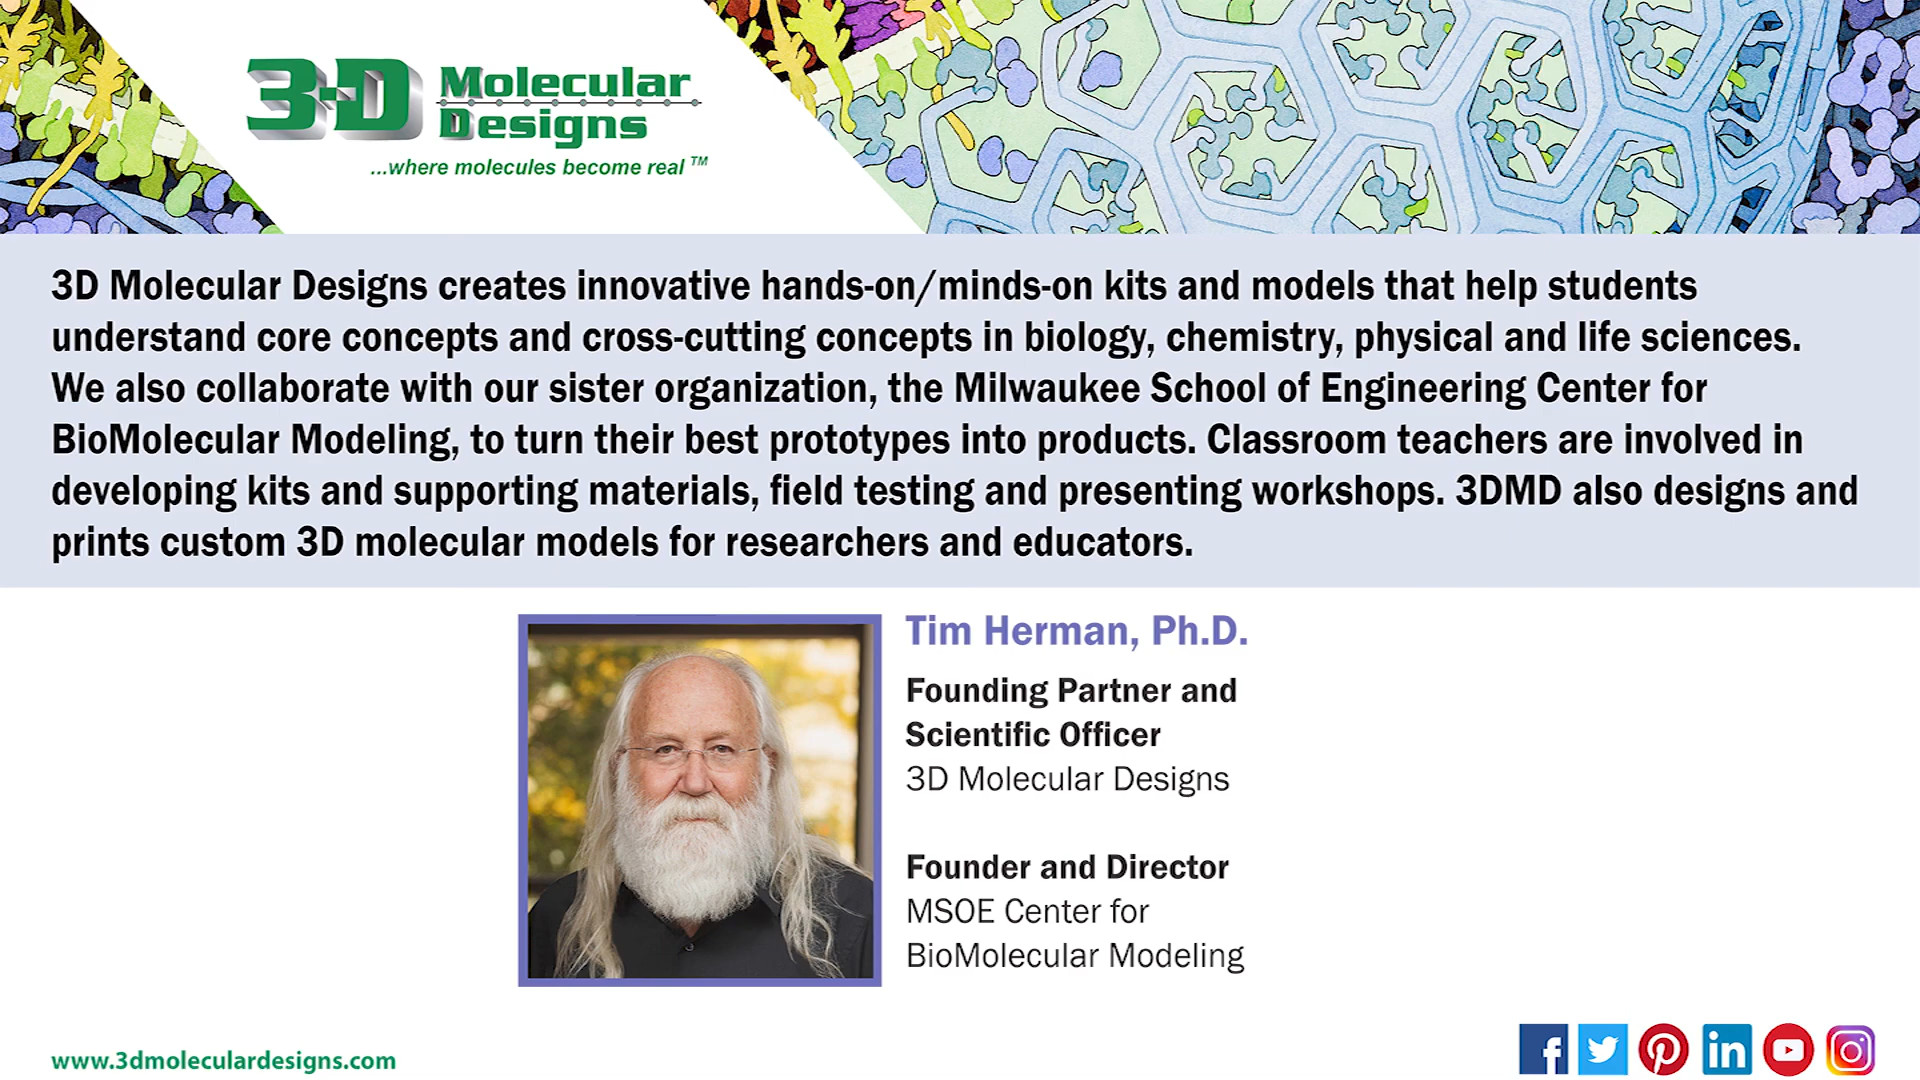 3-D Molecular
Designs
...where molecules become real ™
3D Molecular Designs creates innovative hands-on/minds-on kits and models that help students
understand core concepts and cross-cutting concepts in biology, chemistry, physical and life sciences.
We also collaborate with our sister organization, the Milwaukee School of Engineering Center for
BioMolecular Modeling, to turn their best prototypes into products. Classroom teachers are involved in
developing kits and supporting materials, field testing and presenting workshops. 3DMD also designs and
prints custom 3D molecular models for researchers and educators.
Tim Herman, Ph.D.
Founding Partner and
Scientific Officer
3D Molecular Designs
Founder and Director
MSOE Center for
BioMolecular Modeling
www.3dmoleculardesigns.com